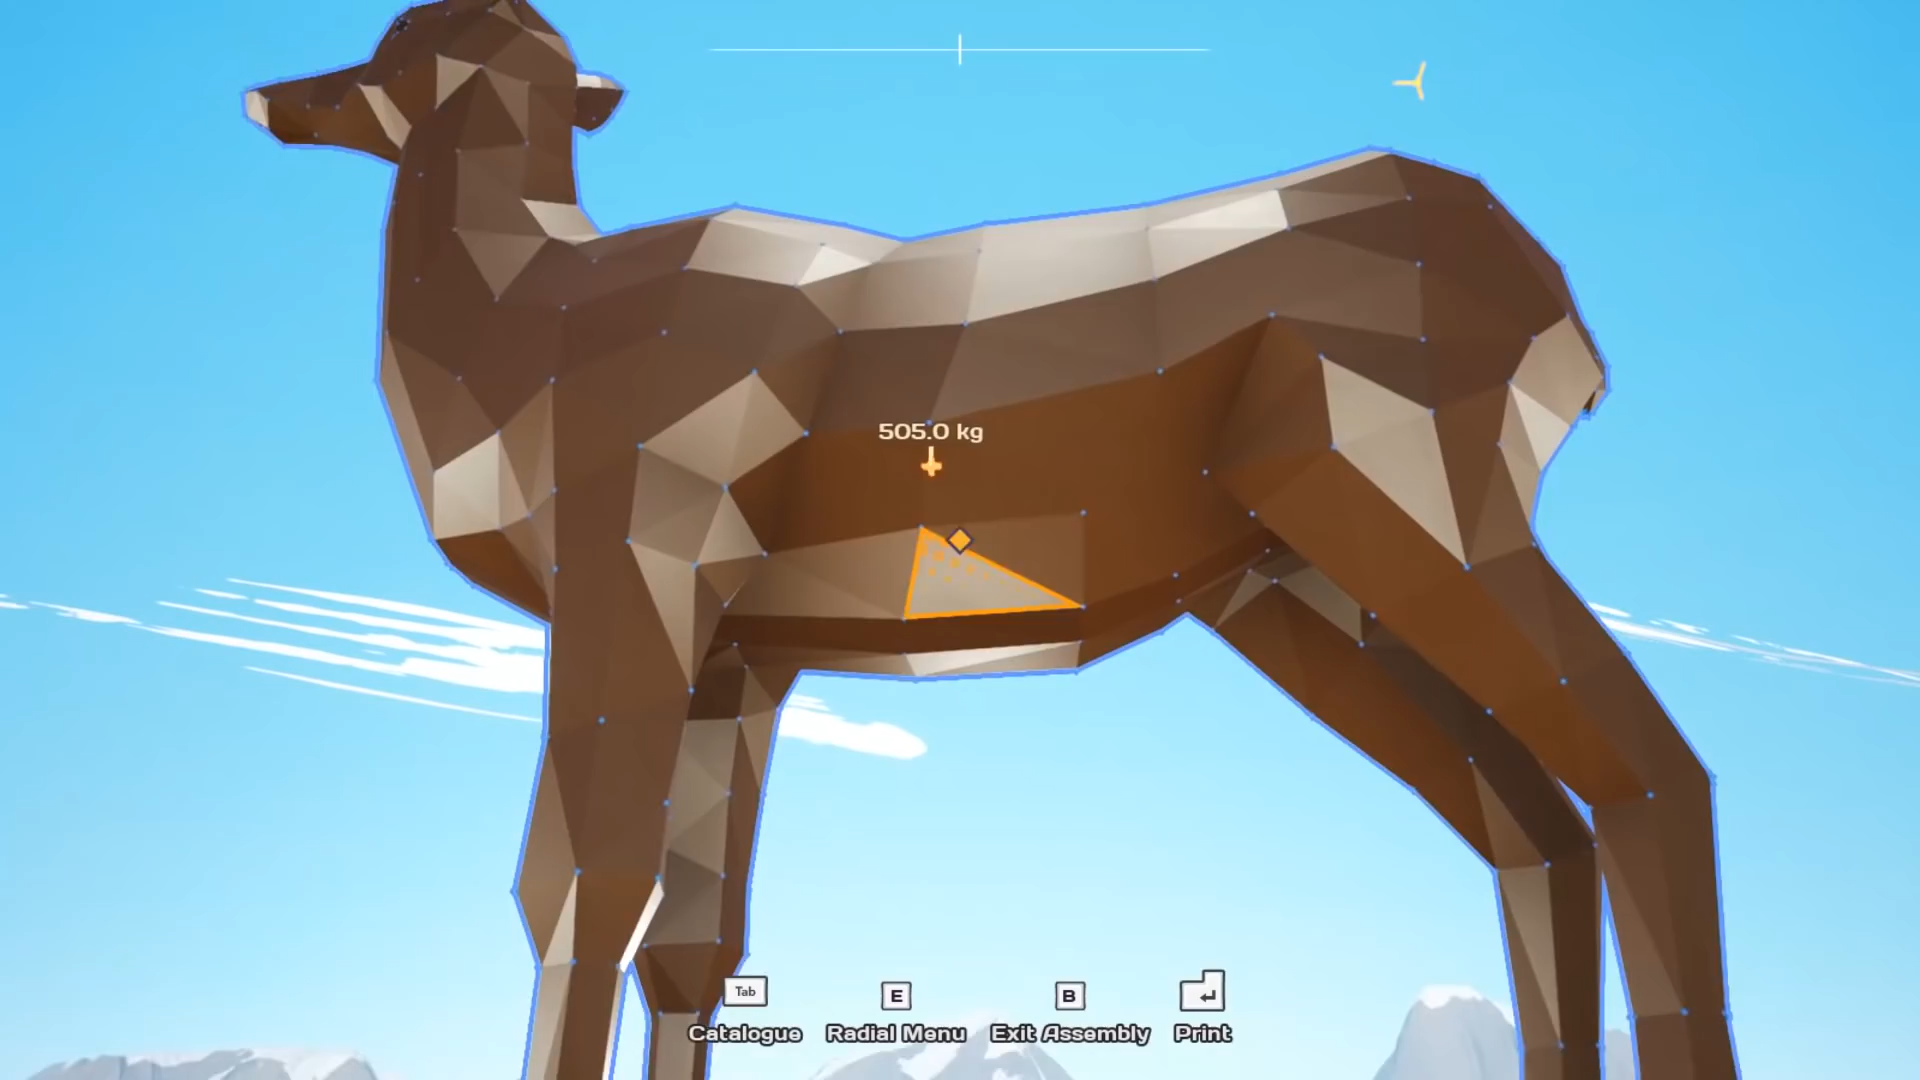 505.0 kg
Tab
E
B
Catalogue
Radial Menu
Exit Assembly
Print